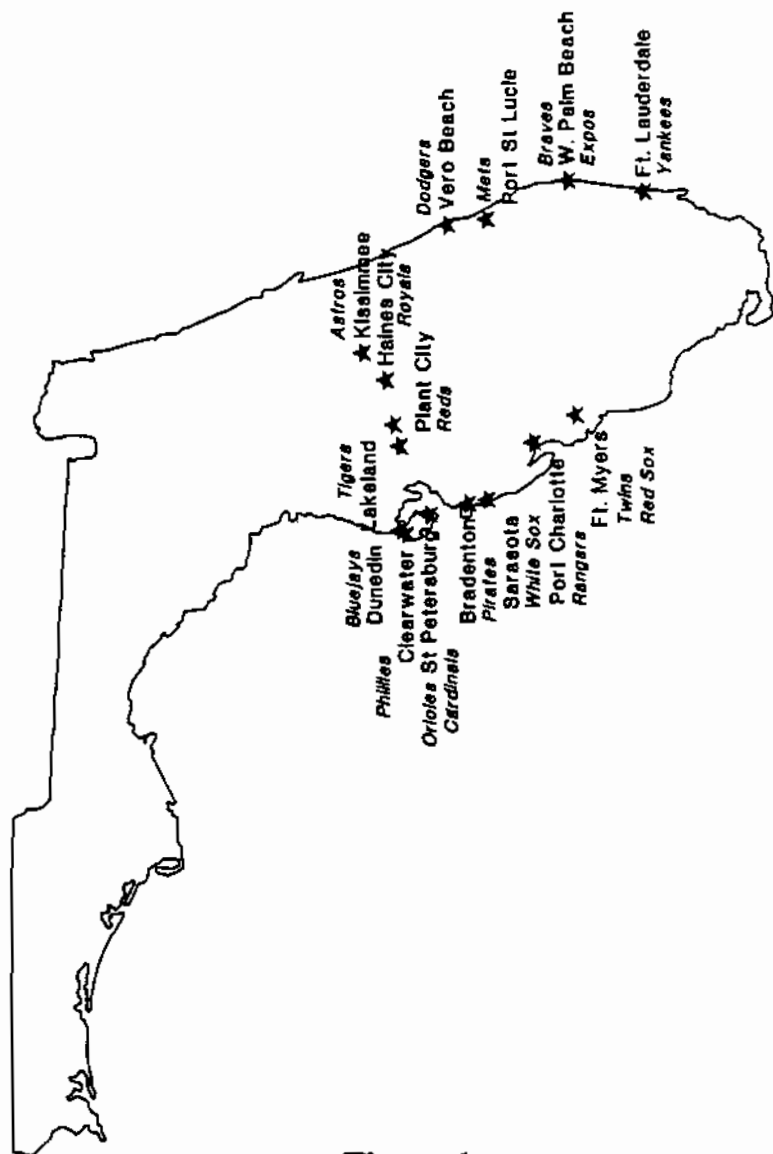 Astros
Kissimmee
Haines City
Royals
Plant City
Reds
Tigers
Lakeland
Bluejays
Dunedin
Phillies
Clearwater
Orioles St Petersburg
Cardinals
Bradenton
Pirates
Sarasota
White Sox
Port Charlotte
Rangers
Ft. Myers
Twins
Red Sox
Dodgers
Vero Beach
Mets
Port St Lucie
Braves
W. Palm Beach
Expos
Ft. Lauderdale
Yankees